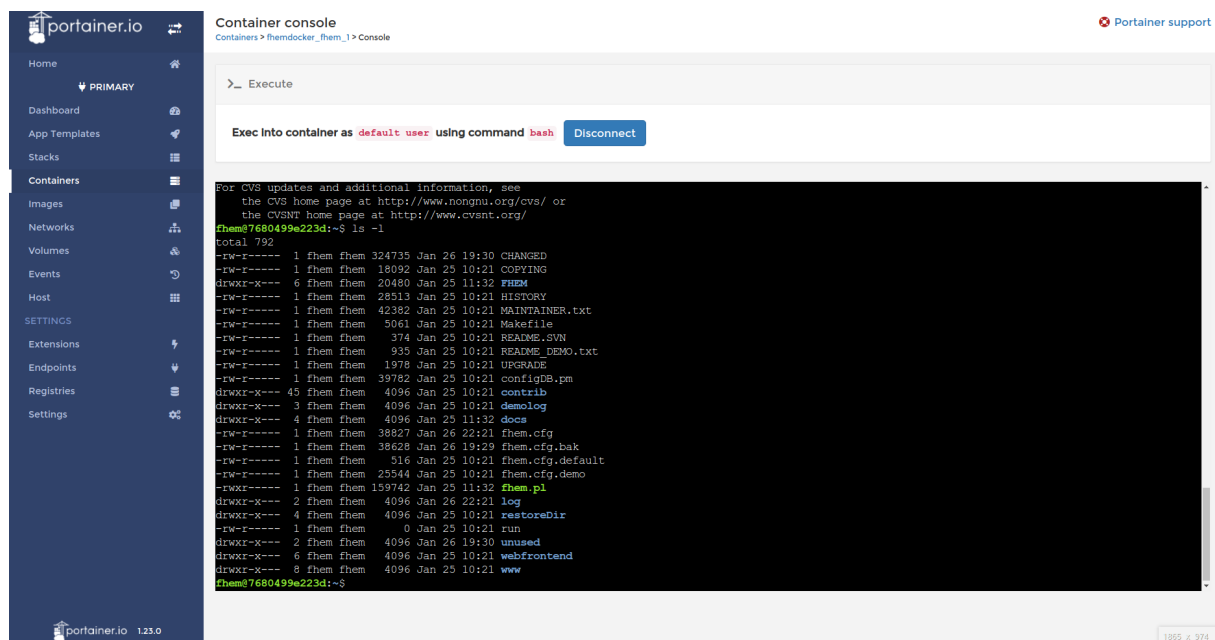 portainer.io
Home
PRIMARY
Dashboard
App Templates
Stacks
Containers
Images
Networks
Volumes
Events
Host
SETTINGS
Extensions
Endpoints
Registries
Settings
portainer.io 1.23.0
Container console
Containers > fhemdocker_fhem_1 > Console
Portainer support
>_ Execute
Exec into container as default user using command bash Disconnect
For CVS updates and additional information, see
    the CVS home page at http://www.nongnu.org/cvs/ or
    the CVSNT home page at http://www.cvsnt.org/
fhem@7680499e223d:~$ ls -l
total 792
-rw-r----- 1 fhem fhem 324735 Jan 26 19:30 CHANGED
-rw-r----- 1 fhem fhem 18092 Jan 25 10:21 COPYING
drwxr-x--- 6 fhem fhem 20480 Jan 25 11:32 FHEM
-rw-r----- 1 fhem fhem 28513 Jan 25 10:21 HISTORY
-rw-r----- 1 fhem fhem 42382 Jan 25 10:21 MAINTAINER.txt
-rw-r----- 1 fhem fhem 5061 Jan 25 10:21 Makefile
-rw-r----- 1 fhem fhem 374 Jan 25 10:21 README.SVN
-rw-r----- 1 fhem fhem 935 Jan 25 10:21 README_DEMO.txt
-rw-r----- 1 fhem fhem 1978 Jan 25 10:21 UPGRADE
-rw-r----- 1 fhem fhem 39782 Jan 25 10:21 configDB.pm
drwxr-x--- 45 fhem fhem 4096 Jan 25 10:21 contrib
drwxr-x--- 3 fhem fhem 4096 Jan 25 10:21 demolog
drwxr-x--- 4 fhem fhem 4096 Jan 25 11:32 docs
-rw-r----- 1 fhem fhem 38827 Jan 26 22:21 fhem.cfg
-rw-r----- 1 fhem fhem 38628 Jan 26 19:29 fhem.cfg.bak
-rw-r----- 1 fhem fhem 516 Jan 25 10:21 fhem.cfg.default
-rw-r----- 1 fhem fhem 25544 Jan 25 10:21 fhem.cfg.demo
-rwxr----- 1 fhem fhem 159742 Jan 25 11:32 fhem.pl
drwxr-x--- 2 fhem fhem 4096 Jan 26 22:21 log
drwxr-x--- 4 fhem fhem 4096 Jan 25 10:21 restoreDir
-rw-r----- 1 fhem fhem 0 Jan 25 10:21 run
drwxr-x--- 2 fhem fhem 4096 Jan 26 19:30 unused
drwxr-x--- 6 fhem fhem 4096 Jan 25 10:21 webfrontend
drwxr-x--- 8 fhem fhem 4096 Jan 25 10:21 www
fhem@7680499e223d:~$
1865 x 974